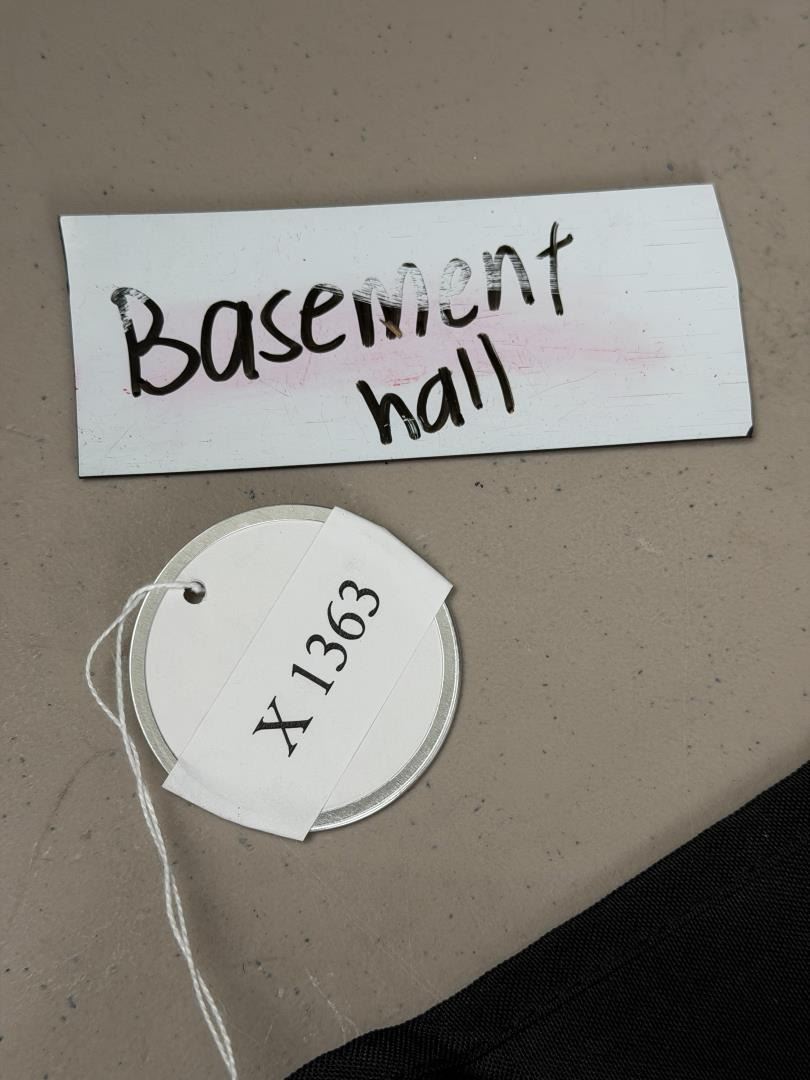 Basement
hall
X 1363